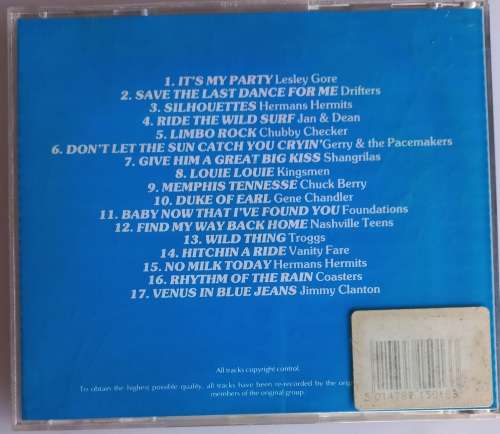 1. IT'S MY PARTY Lesley Gore
2. SAVE THE LAST DANCE FOR ME Drifters
3. SILHOUETTES Hermans Hermits
4. RIDE THE WILD SURF Jan & Dean
5. LIMBO ROCK Chubby Checker
6. DON'T LET THE SUN CATCH YOU CRYIN' Gerry & the Pacemakers
7. GIVE HIM A GREAT BIG KISS Shangrilas
8. LOUIE LOUIE Kingsmen
9. MEMPHIS TENNESSE Chuck Berry
10. DUKE OF EARL Gene Chandler
11. BABY NOW THAT I'VE FOUND YOU Foundations
12. FIND MY WAY BACK HOME Nashville Teens
13. WILD THING Troggs
14. HITCHIN A RIDE Vanity Fare
15. NO MILK TODAY Hermans Hermits
16. RHYTHM OF THE RAIN Coasters
17. VENUS IN BLUE JEANS Jimmy Clanton
All tracks copyright control.
To obtain the highest possible quality, all tracks have been re-recorded by the
members of the original group.